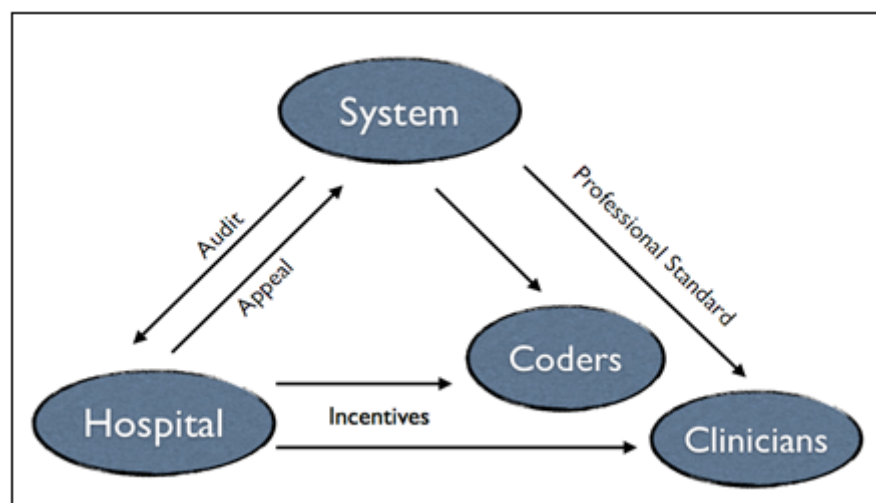 System
Audit
Appeal
Professional Standard
Coders
Hospital
Incentives
Clinicians